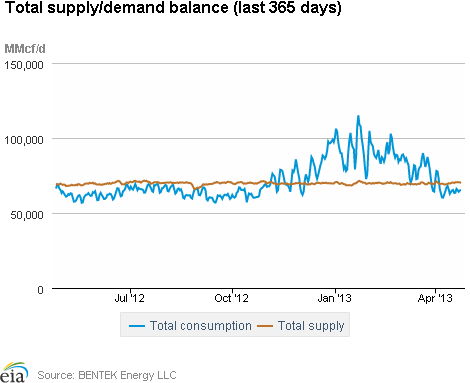 Total supply/demand balance (last 365 days)
MMcf/d
150,000
100,000
50,000
0
Jul '12 Oct '12 Jan '13 Apr '13
Total consumption Total supply
eia Source: BENTEK Energy LLC